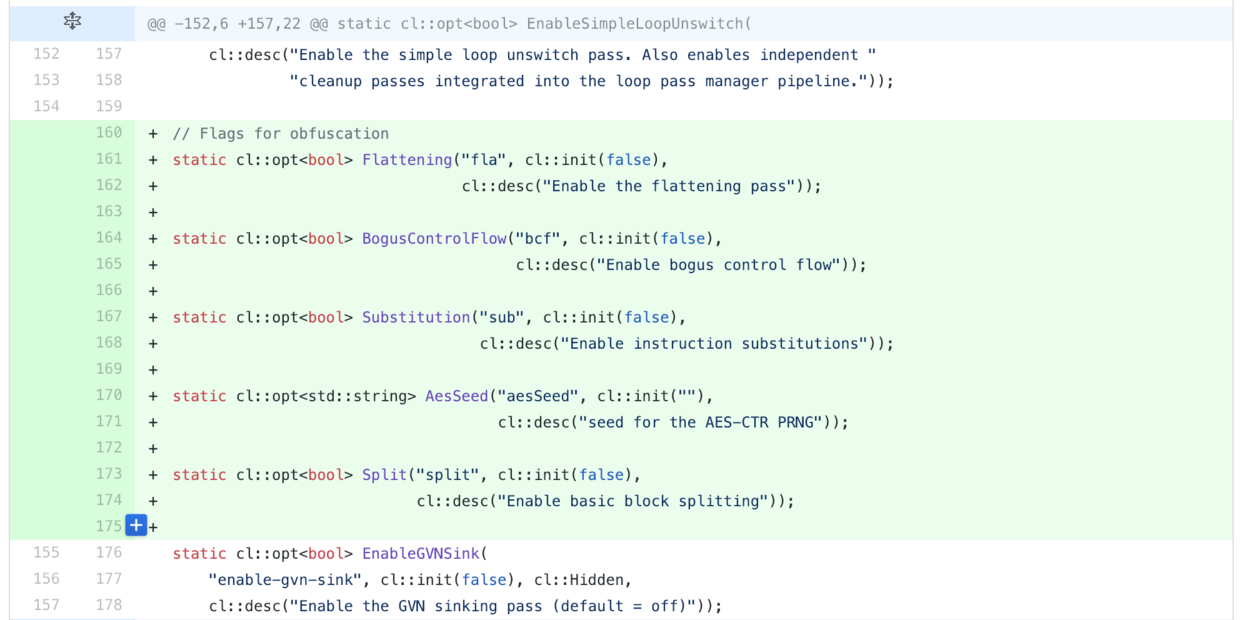 @@ -152,6 +157,22 @@ static cl::opt<bool> EnableSimpleLoopUnswitch(
152 157 cl::desc("Enable the simple loop unswitch pass. Also enables independent "
153 158 "cleanup passes integrated into the loop pass manager pipeline."));
154 159
160 + // Flags for obfuscation
161 + static cl::opt<bool> Flattening("fla", cl::init(false),
162 + cl::desc("Enable the flattening pass"));
163 +
164 + static cl::opt<bool> BogusControlFlow("bcf", cl::init(false),
165 + cl::desc("Enable bogus control flow"));
166 +
167 + static cl::opt<bool> Substitution("sub", cl::init(false),
168 + cl::desc("Enable instruction substitutions"));
169 +
170 + static cl::opt<std::string> AesSeed("aesSeed", cl::init(""),
171 + cl::desc("seed for the AES-CTR PRNG"));
172 +
173 + static cl::opt<bool> Split("split", cl::init(false),
174 + cl::desc("Enable basic block splitting"));
175 + +
155 176 static cl::opt<bool> EnableGVNSink(
156 177 "enable-gvn-sink", cl::init(false), cl::Hidden,
157 178 cl::desc("Enable the GVN sinking pass (default = off)"));